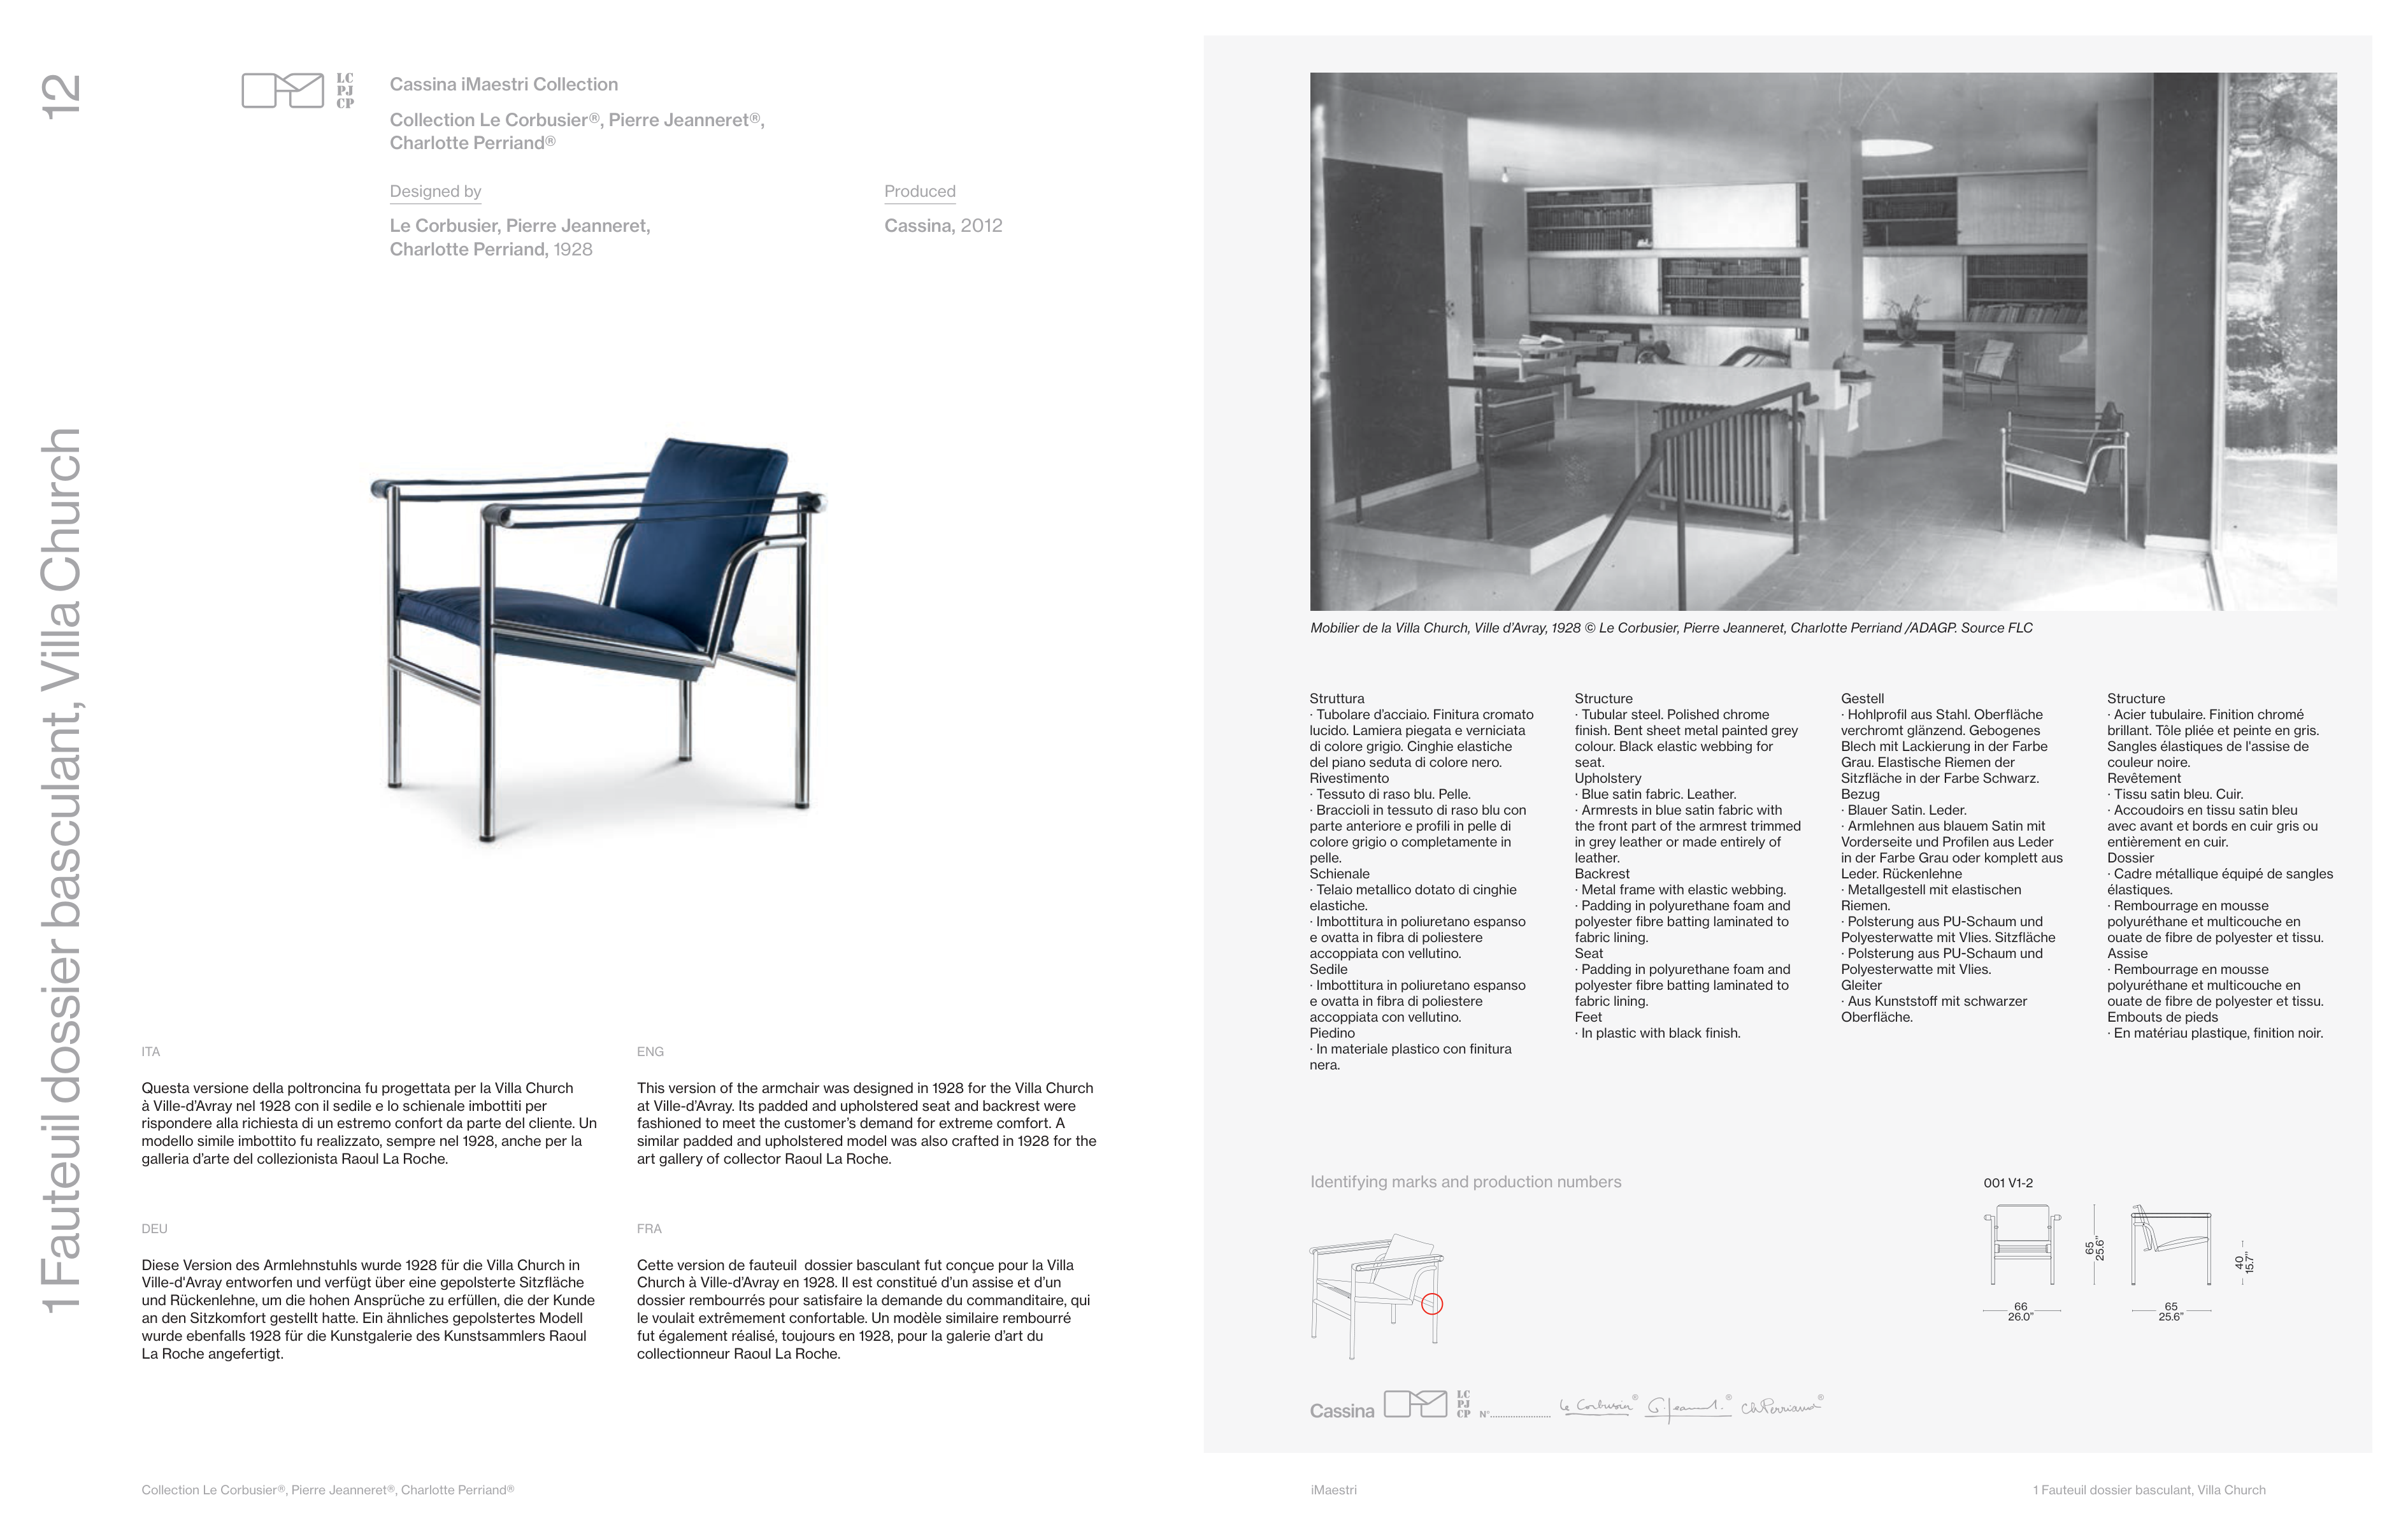 12
1 Fauteuil dossier basculant, Villa Church
LC
PJ
CP
Cassina iMaestri Collection
Collection Le Corbusier®, Pierre Jeanneret®,
Charlotte Perriand®
Designed by
Le Corbusier, Pierre Jeanneret,
Charlotte Perriand, 1928
Produced
Cassina, 2012
ITA
Questa versione della poltroncina fu progettata per la Villa Church
à Ville-d’Avray nel 1928 con il sedile e lo schienale imbottiti per
rispondere alla richiesta di un estremo confort da parte del cliente. Un
modello simile imbottito fu realizzato, sempre nel 1928, anche per la
galleria d’arte del collezionista Raoul La Roche.
ENG
This version of the armchair was designed in 1928 for the Villa Church
at Ville-d’Avray. Its padded and upholstered seat and backrest were
fashioned to meet the customer’s demand for extreme comfort. A
similar padded and upholstered model was also crafted in 1928 for the
art gallery of collector Raoul La Roche.
DEU
Diese Version des Armlehnstuhls wurde 1928 für die Villa Church in
Ville-d'Avray entworfen und verfügt über eine gepolsterte Sitzfläche
und Rückenlehne, um die hohen Ansprüche zu erfüllen, die der Kunde
an den Sitzkomfort gestellt hatte. Ein ähnliches gepolstertes Modell
wurde ebenfalls 1928 für die Kunstgalerie des Kunstsammlers Raoul
La Roche angefertigt.
FRA
Cette version de fauteuil  dossier basculant fut conçue pour la Villa
Church à Ville-d’Avray en 1928. Il est constitué d’un assise et d’un
dossier rembourrés pour satisfaire la demande du commanditaire, qui
le voulait extrêmement confortable. Un modèle similaire rembourré
fut également réalisé, toujours en 1928, pour la galerie d’art du
collectionneur Raoul La Roche.
Collection Le Corbusier®, Pierre Jeanneret®, Charlotte Perriand®
Mobilier de la Villa Church, Ville d’Avray, 1928 © Le Corbusier, Pierre Jeanneret, Charlotte Perriand /ADAGP. Source FLC
Struttura
· Tubolare d’acciaio. Finitura cromato
lucido. Lamiera piegata e verniciata
di colore grigio. Cinghie elastiche
del piano seduta di colore nero.
Rivestimento
· Tessuto di raso blu. Pelle.
· Braccioli in tessuto di raso blu con
parte anteriore e profili in pelle di
colore grigio o completamente in
pelle.
Schienale
· Telaio metallico dotato di cinghie
elastiche.
· Imbottitura in poliuretano espanso
e ovatta in fibra di poliestere
accoppiata con vellutino.
Sedile
· Imbottitura in poliuretano espanso
e ovatta in fibra di poliestere
accoppiata con vellutino.
Piedino
· In materiale plastico con finitura
nera.
Structure
· Tubular steel. Polished chrome
finish. Bent sheet metal painted grey
colour. Black elastic webbing for
seat.
Upholstery
· Blue satin fabric. Leather.
· Armrests in blue satin fabric with
the front part of the armrest trimmed
in grey leather or made entirely of
leather.
Backrest
· Metal frame with elastic webbing.
· Padding in polyurethane foam and
polyester fibre batting laminated to
fabric lining.
Seat
· Padding in polyurethane foam and
polyester fibre batting laminated to
fabric lining.
Feet
· In plastic with black finish.
Gestell
· Hohlprofil aus Stahl. Oberfläche
verchromt glänzend. Gebogenes
Blech mit Lackierung in der Farbe
Grau. Elastische Riemen der
Sitzfläche in der Farbe Schwarz.
Bezug
· Blauer Satin. Leder.
· Armlehnen aus blauem Satin mit
Vorderseite und Profilen aus Leder
in der Farbe Grau oder komplett aus
Leder. Rückenlehne
· Metallgestell mit elastischen
Riemen.
· Polsterung aus PU-Schaum und
Polyesterwatte mit Vlies. Sitzfläche
· Polsterung aus PU-Schaum und
Polyesterwatte mit Vlies.
Gleiter
· Aus Kunststoff mit schwarzer
Oberfläche.
Structure
· Acier tubulaire. Finition chromé
brillant. Tôle pliée et peinte en gris.
Sangles élastiques de l'assise de
couleur noire.
Revêtement
· Tissu satin bleu. Cuir.
· Accoudoirs en tissu satin bleu
avec avant et bords en cuir gris ou
entièrement en cuir.
Dossier
· Cadre métallique équipé de sangles
élastiques.
· Rembourrage en mousse
polyuréthane et multicouche en
ouate de fibre de polyester et tissu.
Assise
· Rembourrage en mousse
polyuréthane et multicouche en
ouate de fibre de polyester et tissu.
Embouts de pieds
· En matériau plastique, finition noir.
Identifying marks and production numbers
001 V1-2
65
25.6”
40
15.7”
66
26.0”
65
25.6”
Cassina
LC
PJ
CP
N°....................
Le Corbusier® P. Jeanneret.® Ch Perriand®
iMaestri
1 Fauteuil dossier basculant, Villa Church